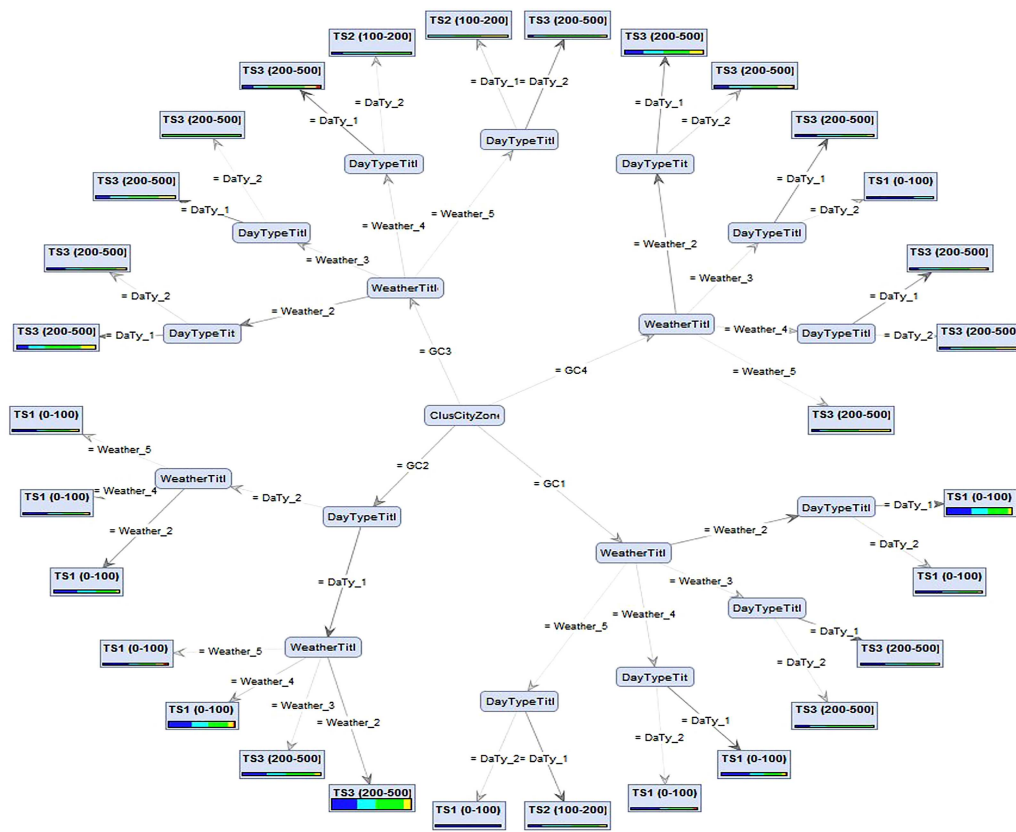 TS2 (100-200)
TS2 (100-200]
TS3 (200-500]
TS3 (200-500]
TS3 (200-500]
TS3 (200-500]
= DaTy_1
= DaTy_2
= DaTy_2
= DaTy_1
= DaTy_2
= DaTy_1
TS3 (200-500]
TS3 (200-500]
= DaTy_2
DayTypeTitl
DayTypeTitl
DayTypeTit
= DaTy_1
TS1 (0-100)
= DaTy_2
TS3 (200-500]
= DaTy_1
DayTypeTitl
= Weather_4
= Weather_5
= Weather_2
DayTypeTitl
TS3 (200-500]
= DaTy_2
= Weather_3
WeatherTitl
= Weather_3
TS3 (200-500]
= DaTy_1
TS3 (200-500]
= DaTy_1
DayTypeTit
= Weather_2
WeatherTitl
= Weather_4
DayTypeTitl
= DaTy_2
TS3 (200-500]
= GC3
= GC4
= Weather_5
ClusCityZone
TS3 (200-500]
TS1 (0-100)
= Weather_5
= GC2
= GC1
WeatherTitl
= Weather_4
= DaTy_2
TS1 (0-100)
= Weather_2
DayTypeTitl
DayTypeTitl
= DaTy_1
TS1 (0-100)
= Weather_2
= DaTy_2
WeatherTitl
TS1 (0-100)
= DaTy_1
= Weather_3
TS1 (0-100)
= Weather_5
= Weather_4
DayTypeTitl
= DaTy_1
TS3 (200-500]
WeatherTitl
TS1 (0-100)
= Weather_5
= Weather_4
= Weather_3
= Weather_2
DayTypeTitl
DayTypeTit
= DaTy_2
TS3 (200-500]
TS1 (0-100)
= DaTy_1
= DaTy_2
TS3 (200-500]
= DaTy_2
= DaTy_1
TS1 (0-100)
TS3 (200-500]
TS1 (0-100)
TS2 (100-200]
TS1 (0-100)